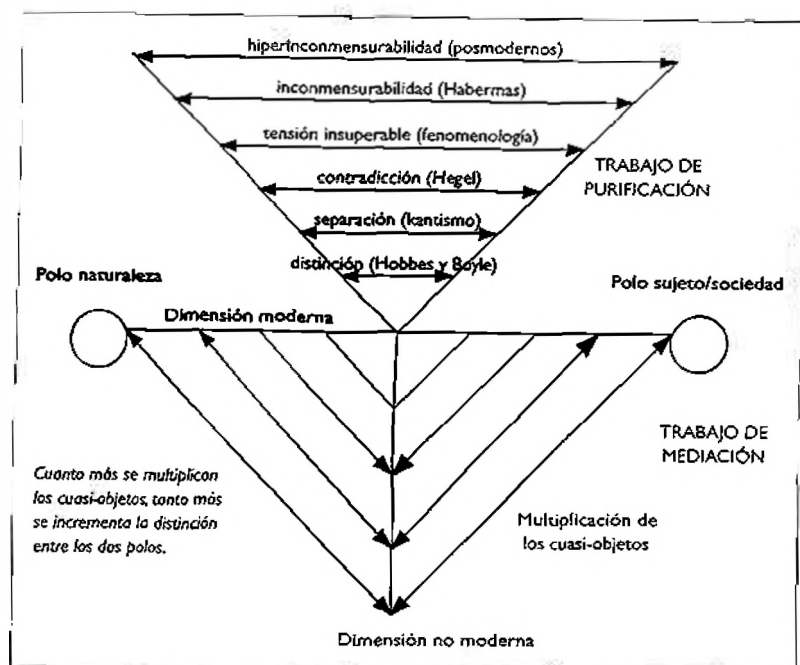 hiperinconmensurabilidad (posmodernos)
inconmensurabilidad (Habermas)
tensión insuperable (fenomenología)
TRABAJO DE
PURIFICACIÓN
contradicción (Hegel)
separación (kantismo)
distinción (Hobbes y Boyle)
Polo naturaleza
Polo sujeto/sociedad
Dimensión moderna
TRABAJO DE
MEDIACIÓN
Cuanto más se multiplican
los cuasi-objetos, tanto más
se incrementa la distinción
entre los dos polos.
Multiplicación de
los cuasi-objetos
Dimensión no moderna